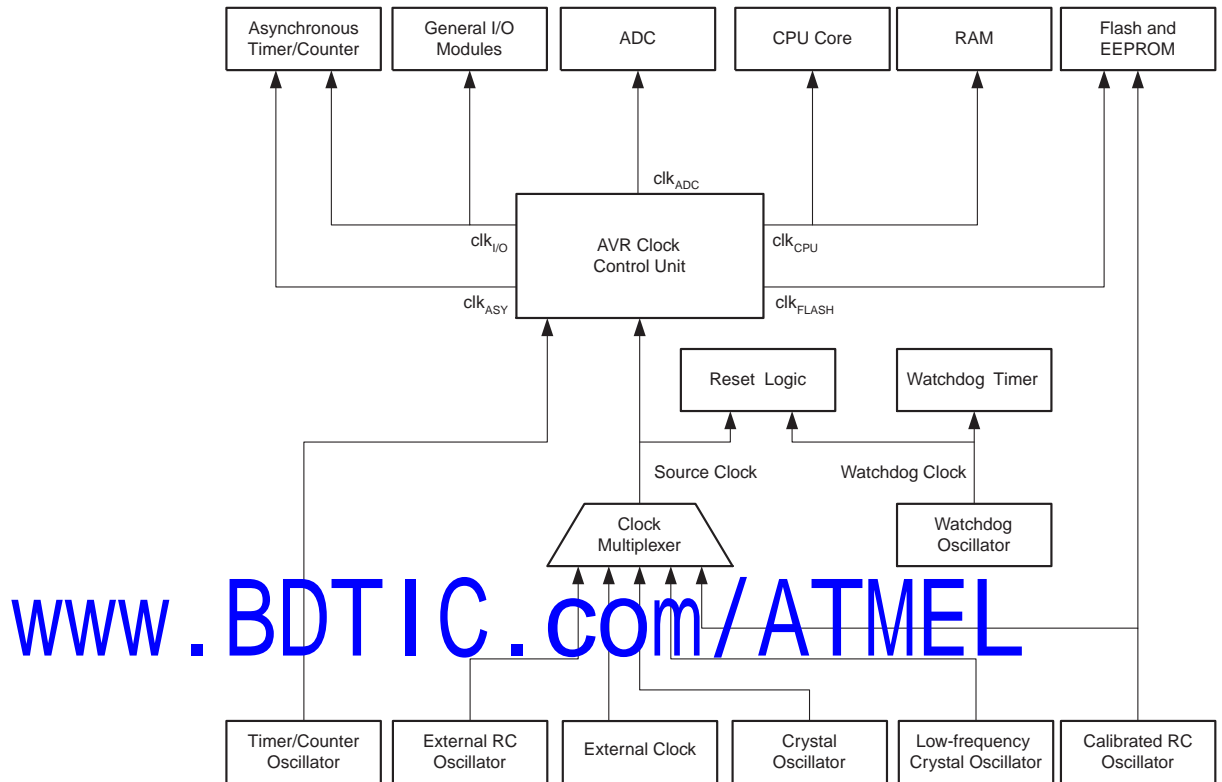 Asynchronous
Timer/Counter
General I/O
Modules
ADC
CPU Core
RAM
Flash and
EEPROM
clkADC
clkI/O
AVR Clock
Control Unit
clkCPU
clkASY
clkFLASH
Reset Logic
Watchdog Timer
Source Clock
Watchdog Clock
Clock
Multiplexer
Watchdog
Oscillator
www.BDTIC.com/ATMEL
Timer/Counter
Oscillator
External RC
Oscillator
External Clock
Crystal
Oscillator
Low-frequency
Crystal Oscillator
Calibrated RC
Oscillator